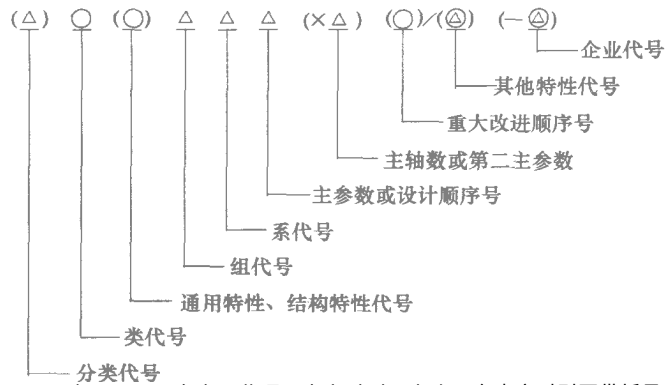 (△) ○ (○) △ △ △ (×△) (○)/(◎) (-◎)
企业代号
其他特性代号
重大改进顺序号
主轴数或第二主参数
主参数或设计顺序号
系代号
组代号
通用特性、结构特性代号
类代号
分类代号